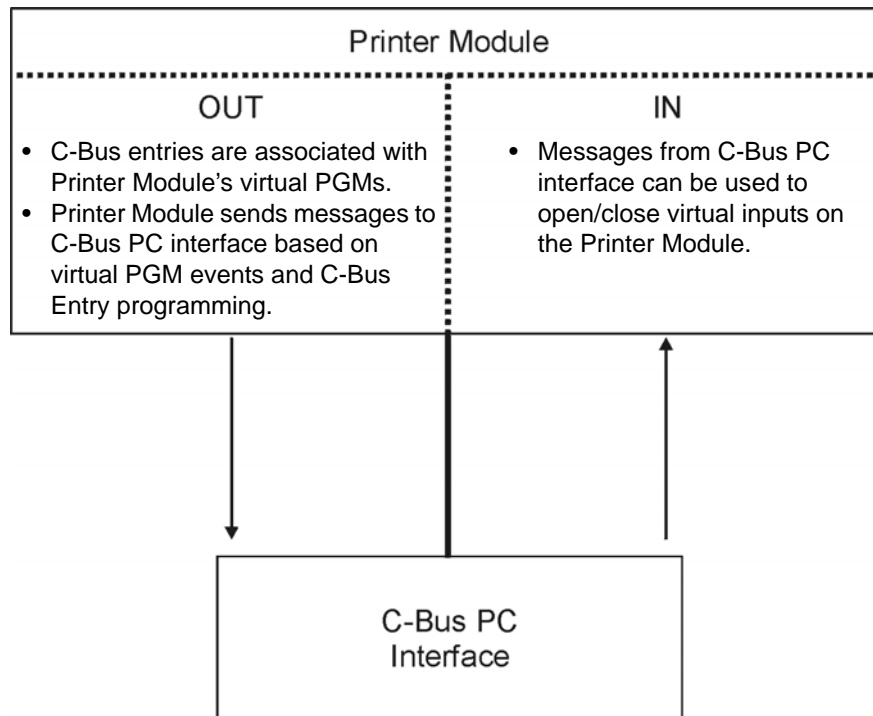 Printer Module
OUT
• C-Bus entries are associated with
Printer Module's virtual PGMs.
• Printer Module sends messages to
C-Bus PC interface based on
virtual PGM events and C-Bus
Entry programming.
IN
• Messages from C-Bus PC
interface can be used to
open/close virtual inputs on
the Printer Module.
C-Bus PC
Interface